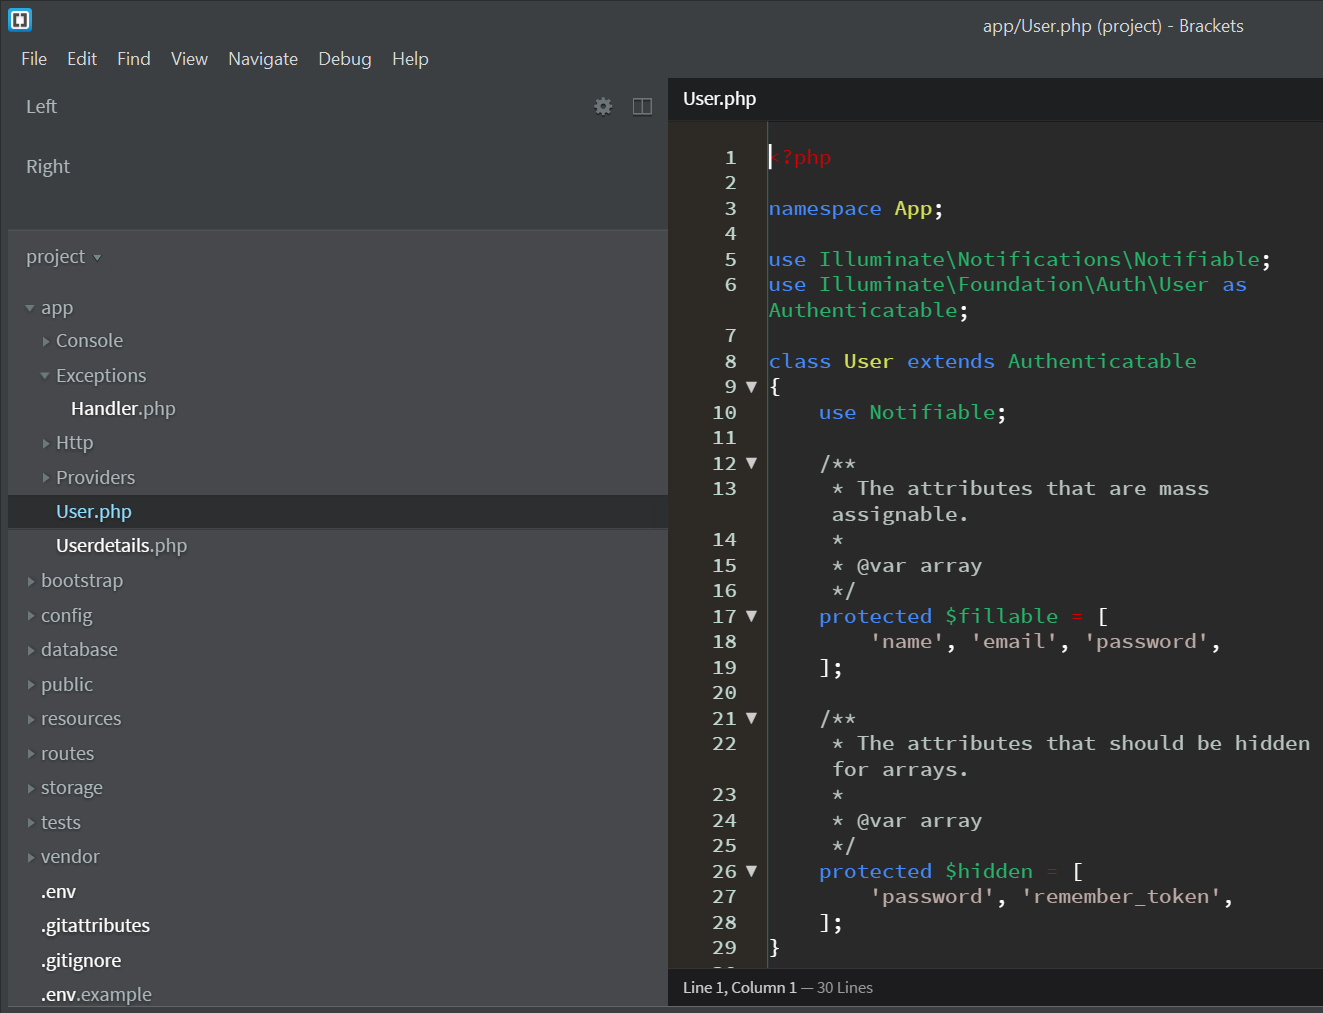 app/User.php (project) - Brackets
File Edit Find View Navigate Debug Help
Left
Right
project
app
Console
Exceptions
Handler.php
Http
Providers
User.php
Userdetails.php
bootstrap
config
database
public
resources
routes
storage
tests
vendor
.env
.gitattributes
.gitignore
.env.example
User.php
1 <?php
2
3 namespace App;
4
5 use Illuminate\Notifications\Notifiable;
6 use Illuminate\Foundation\Auth\User as
Authenticatable;
7
8 class User extends Authenticatable
9 {
10     use Notifiable;
11
12     /**
13      * The attributes that are mass
assignable.
14      *
15      * @var array
16      */
17     protected $fillable = [
18         'name', 'email', 'password',
19     ];
20
21     /**
22      * The attributes that should be hidden
for arrays.
23      *
24      * @var array
25      */
26     protected $hidden = [
27         'password', 'remember_token',
28     ];
29 }
Line 1, Column 1 — 30 Lines